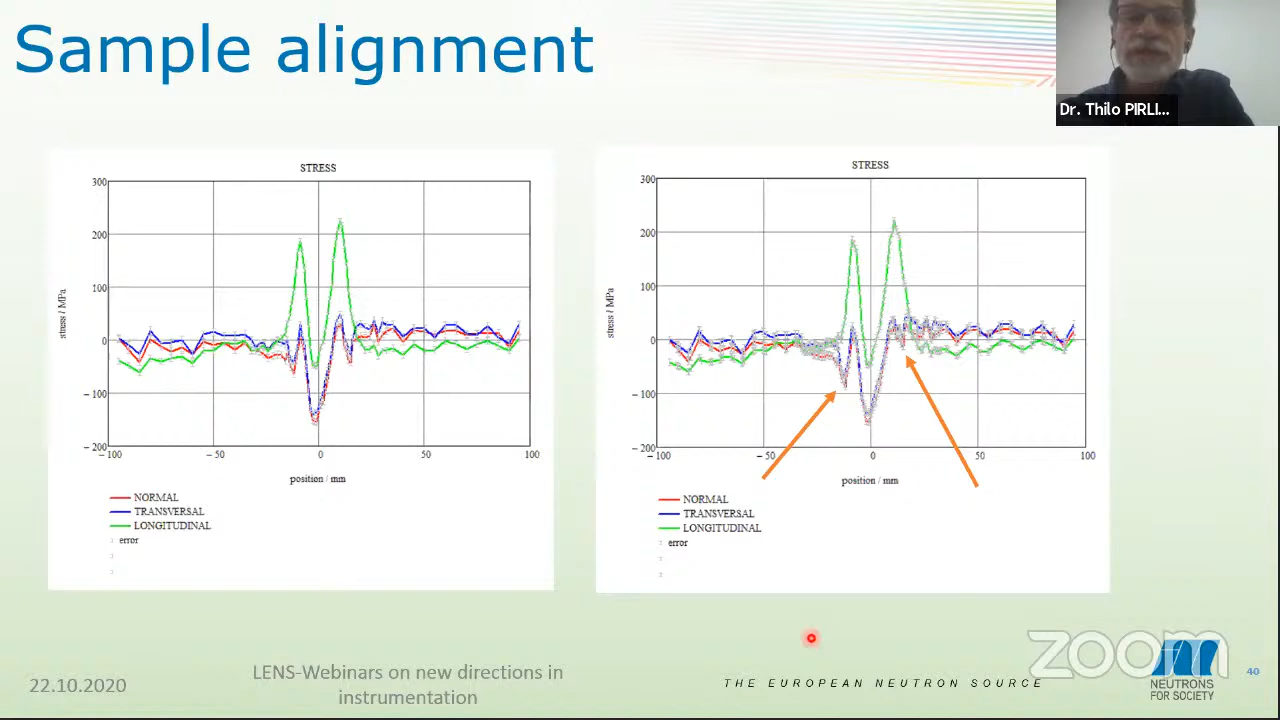 Sample alignment
Dr. Thilo PIRLI...
STRESS
300
200
100
0
−100
−200
−100
−50
0
50
100
stress / MPa
position / mm
NORMAL
TRANSVERSAL
LONGITUDINAL
error
STRESS
300
200
100
0
−100
−200
−100
−50
0
50
100
stress / MPa
position / mm
NORMAL
TRANSVERSAL
LONGITUDINAL
error
22.10.2020
LENS-Webinars on new directions in
instrumentation
THE EUROPEAN NEUTRON SOURCE
zoom
NEUTRONS
FOR SOCIETY
40